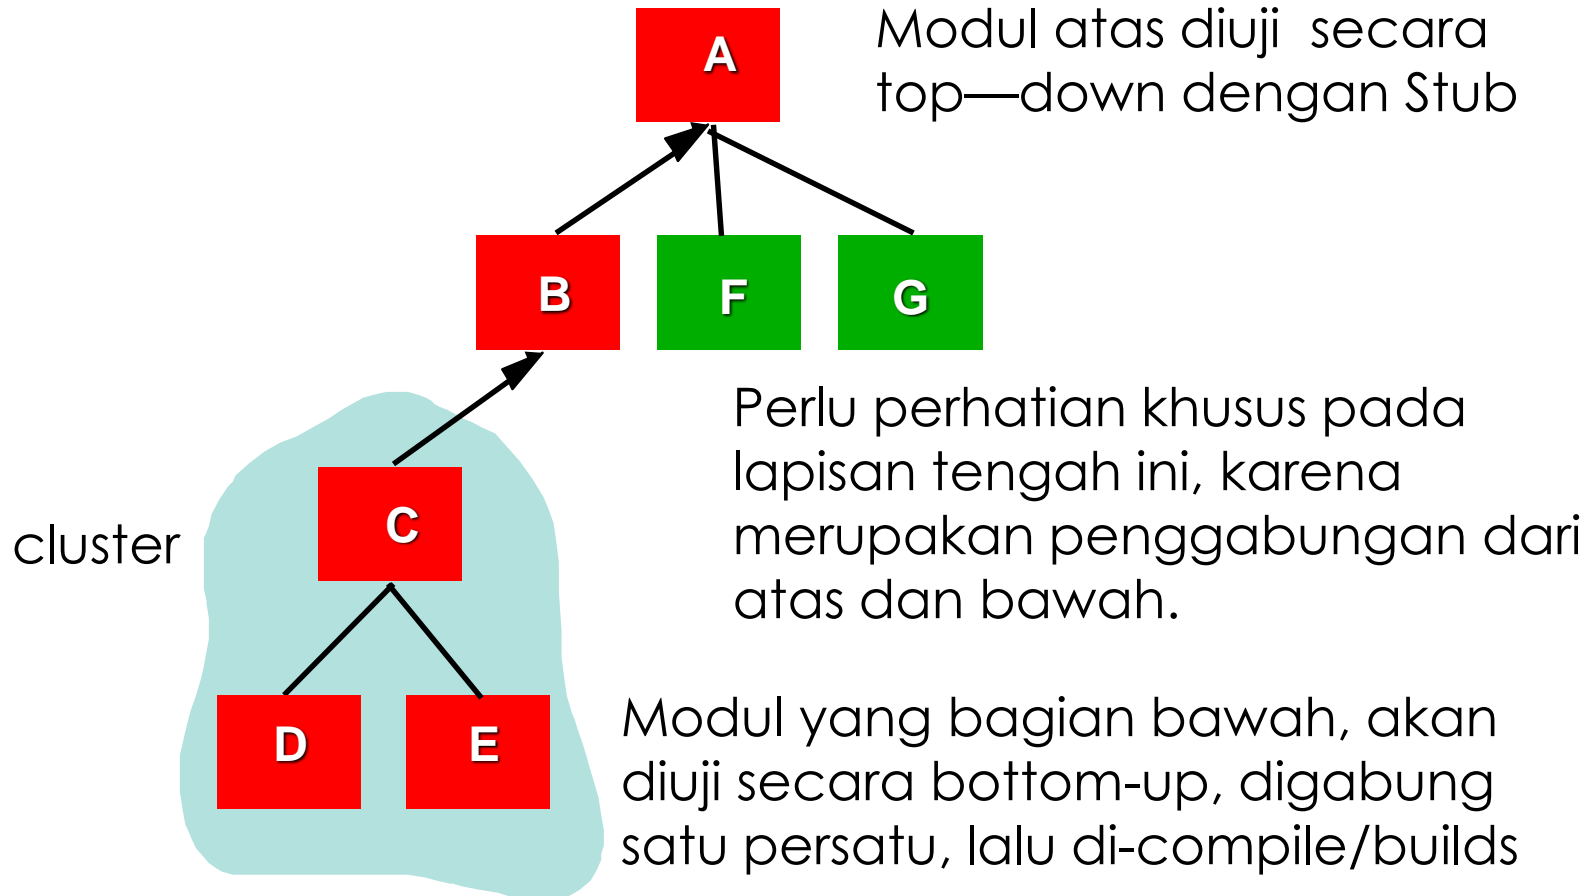 A
Modul atas diuji  secara
top—down dengan Stub
B
F
G
Perlu perhatian khusus pada
lapisan tengah ini, karena
merupakan penggabungan dari
atas dan bawah.
C
cluster
D
E
Modul yang bagian bawah, akan
diuji secara bottom-up, digabung
satu persatu, lalu di-compile/builds